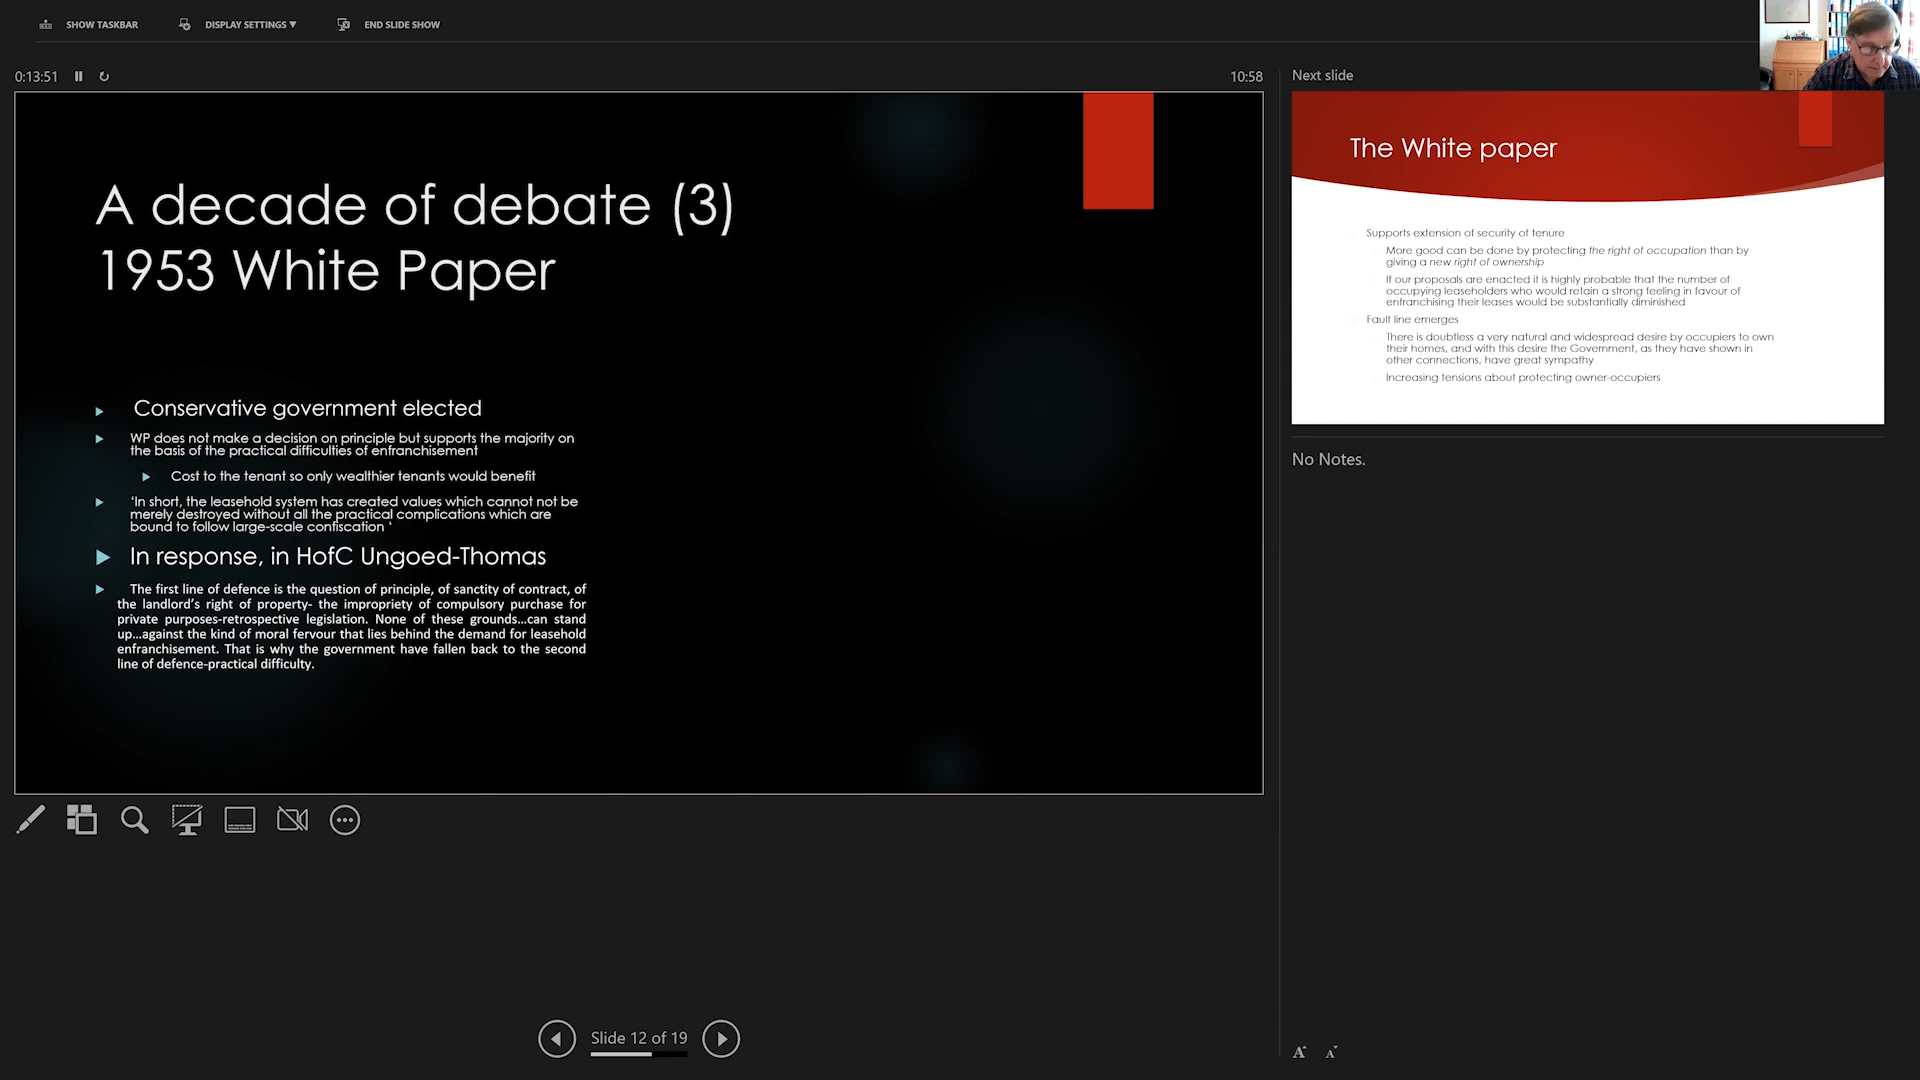 SHOW TASKBAR
DISPLAY SETTINGS ▼
END SLIDE SHOW
0:13:51
10:58
A decade of debate (3)
1953 White Paper
Conservative government elected
WP does not make a decision on principle but supports the majority on
the basis of the practical difficulties of enfranchisement
Cost to the tenant so only wealthier tenants would benefit
‘In short, the leasehold system has created values which cannot not be
merely destroyed without all the practical complications which are
bound to follow large-scale confiscation ‘
In response, in HofC Ungoed-Thomas
The first line of defence is the question of principle, of sanctity of contract, of
the landlord’s right of property- the impropriety of compulsory purchase for
private purposes-retrospective legislation. None of these grounds...can stand
up...against the kind of moral fervour that lies behind the demand for leasehold
enfranchisement. That is why the government have fallen back to the second
line of defence-practical difficulty.
Slide 12 of 19
Next slide
The White paper
Supports extension of security of tenure
More good can be done by protecting the right of occupation than by
giving a new right of ownership
If our proposals are enacted it is highly probable that the number of
occupying leaseholders who would retain a strong feeling in favour of
enfranchising their leases would be substantially diminished
Fault line emerges
There is doubtless a very natural and widespread desire by occupiers to own
their homes, and with this desire the Government, as they have shown in
other connections, have great sympathy
Increasing tensions about protecting owner-occupiers
No Notes.
A A